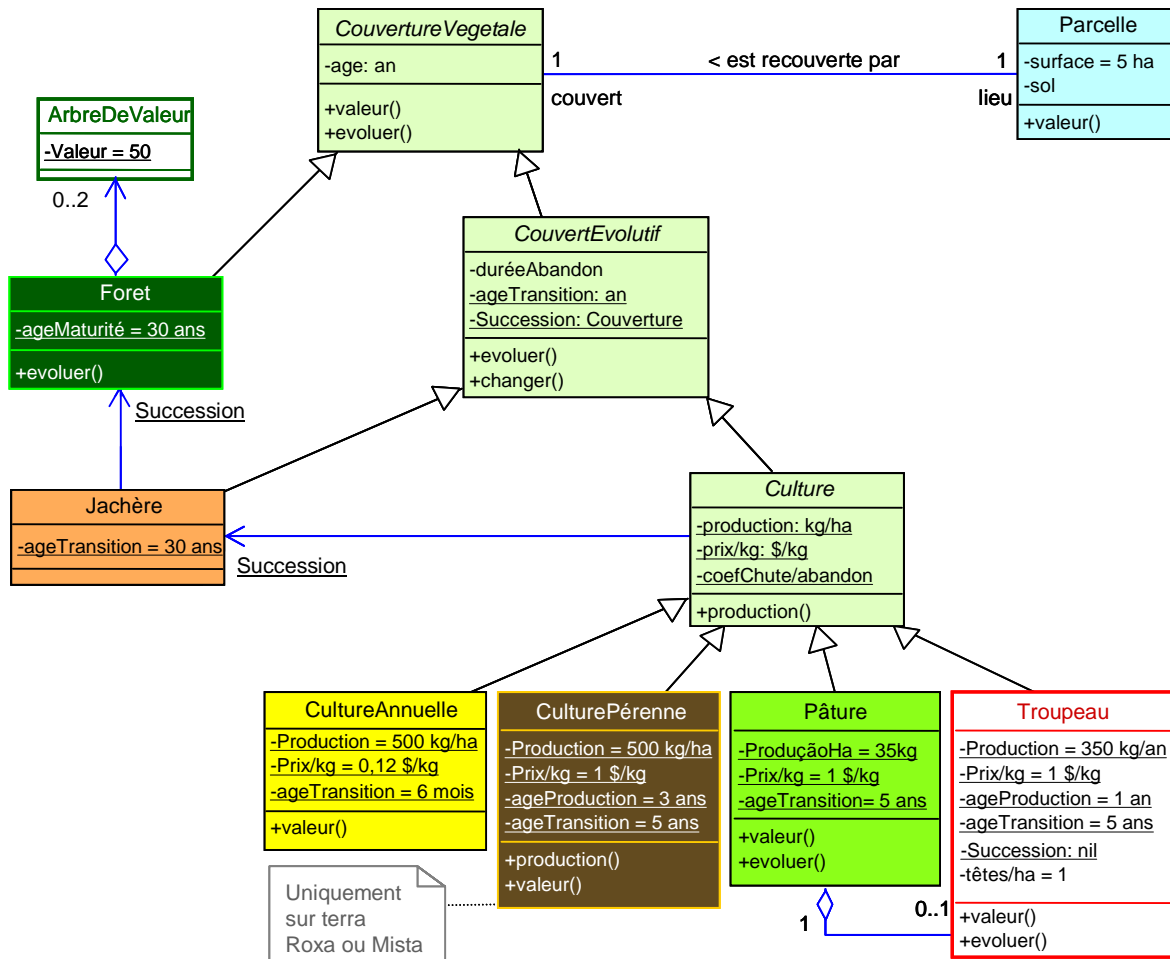 CouvertureVegetale
-age: an
+valeur()
+evoluer()
1
couvert
< est recouverte par
1
lieu
Parcelle
-surface = 5 ha
-sol
+valeur()
ArbreDeValeur
-Valeur = 50
0..2
Foret
-ageMaturité = 30 ans
+evoluer()
CouvertEvolutif
-duréeAbandon
-ageTransition: an
-Succession: Couverture
+evoluer()
+changer()
Succession
Jachère
-ageTransition = 30 ans
Succession
Culture
-production: kg/ha
-prix/kg: $/kg
-coefChute/abandon
+production()
CultureAnnuelle
-Production = 500 kg/ha
-Prix/kg = 0,12 $/kg
-ageTransition = 6 mois
+valeur()
CulturePérenne
-Production = 500 kg/ha
-Prix/kg = 1 $/kg
-ageProduction = 3 ans
-ageTransition = 5 ans
+production()
+valeur()
Pâture
-ProduçãoHa = 35kg
-Prix/kg = 1 $/kg
-ageTransition= 5 ans
+valeur()
+evoluer()
Troupeau
-Production = 350 kg/an
-Prix/kg = 1 $/kg
-ageProduction = 1 an
-ageTransition = 5 ans
-Succession: nil
-têtes/ha = 1
+valeur()
+evoluer()
1
0..1
Uniquement
sur terra
Roxa ou Mista